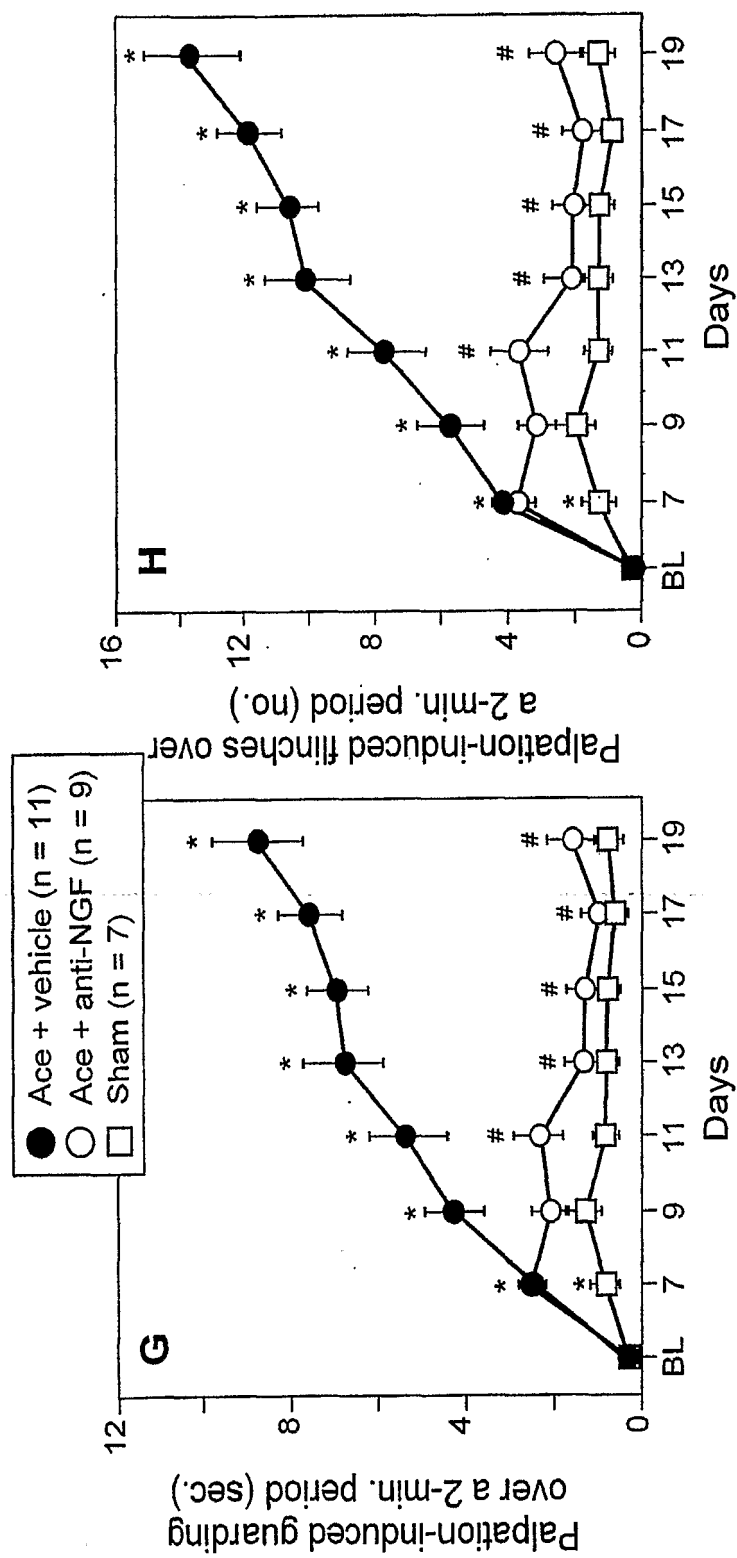 ● Ace + vehicle (n = 11)
○ Ace + anti-NGF (n = 9)
□ Sham (n = 7)
G
Palpation-induced guarding
over a 2-min. period (sec.)
12
8
4
0
* * * * * * *
# # # # #
*
BL 7 9 11 13 15 17 19
Days
H
Palpation-induced flinches over
a 2-min. period (no.)
16
12
8
4
0
* * * * * * *
# # # # #
*
BL 7 9 11 13 15 17 19
Days